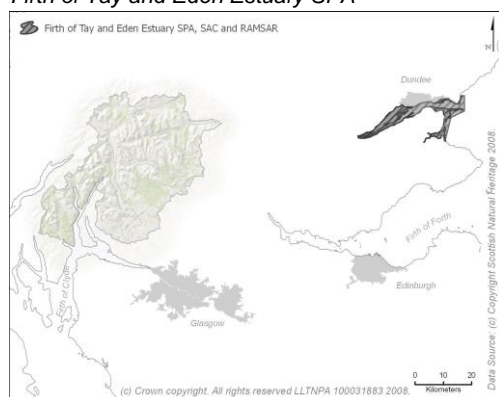 Firth of Tay and Eden Estuary SPA
Firth of Tay and Eden Estuary SPA, SAC and RAMSAR
N
Dundee
Firth of Forth
Edinburgh
Firth of Clyde
Glasgow
0 10 20
Kilometers
(c) Crown copyright. All rights reserved LLTNPA 100031883 2008.
Data Source: (c) Copyright Scottish Natural Heritage 2008.